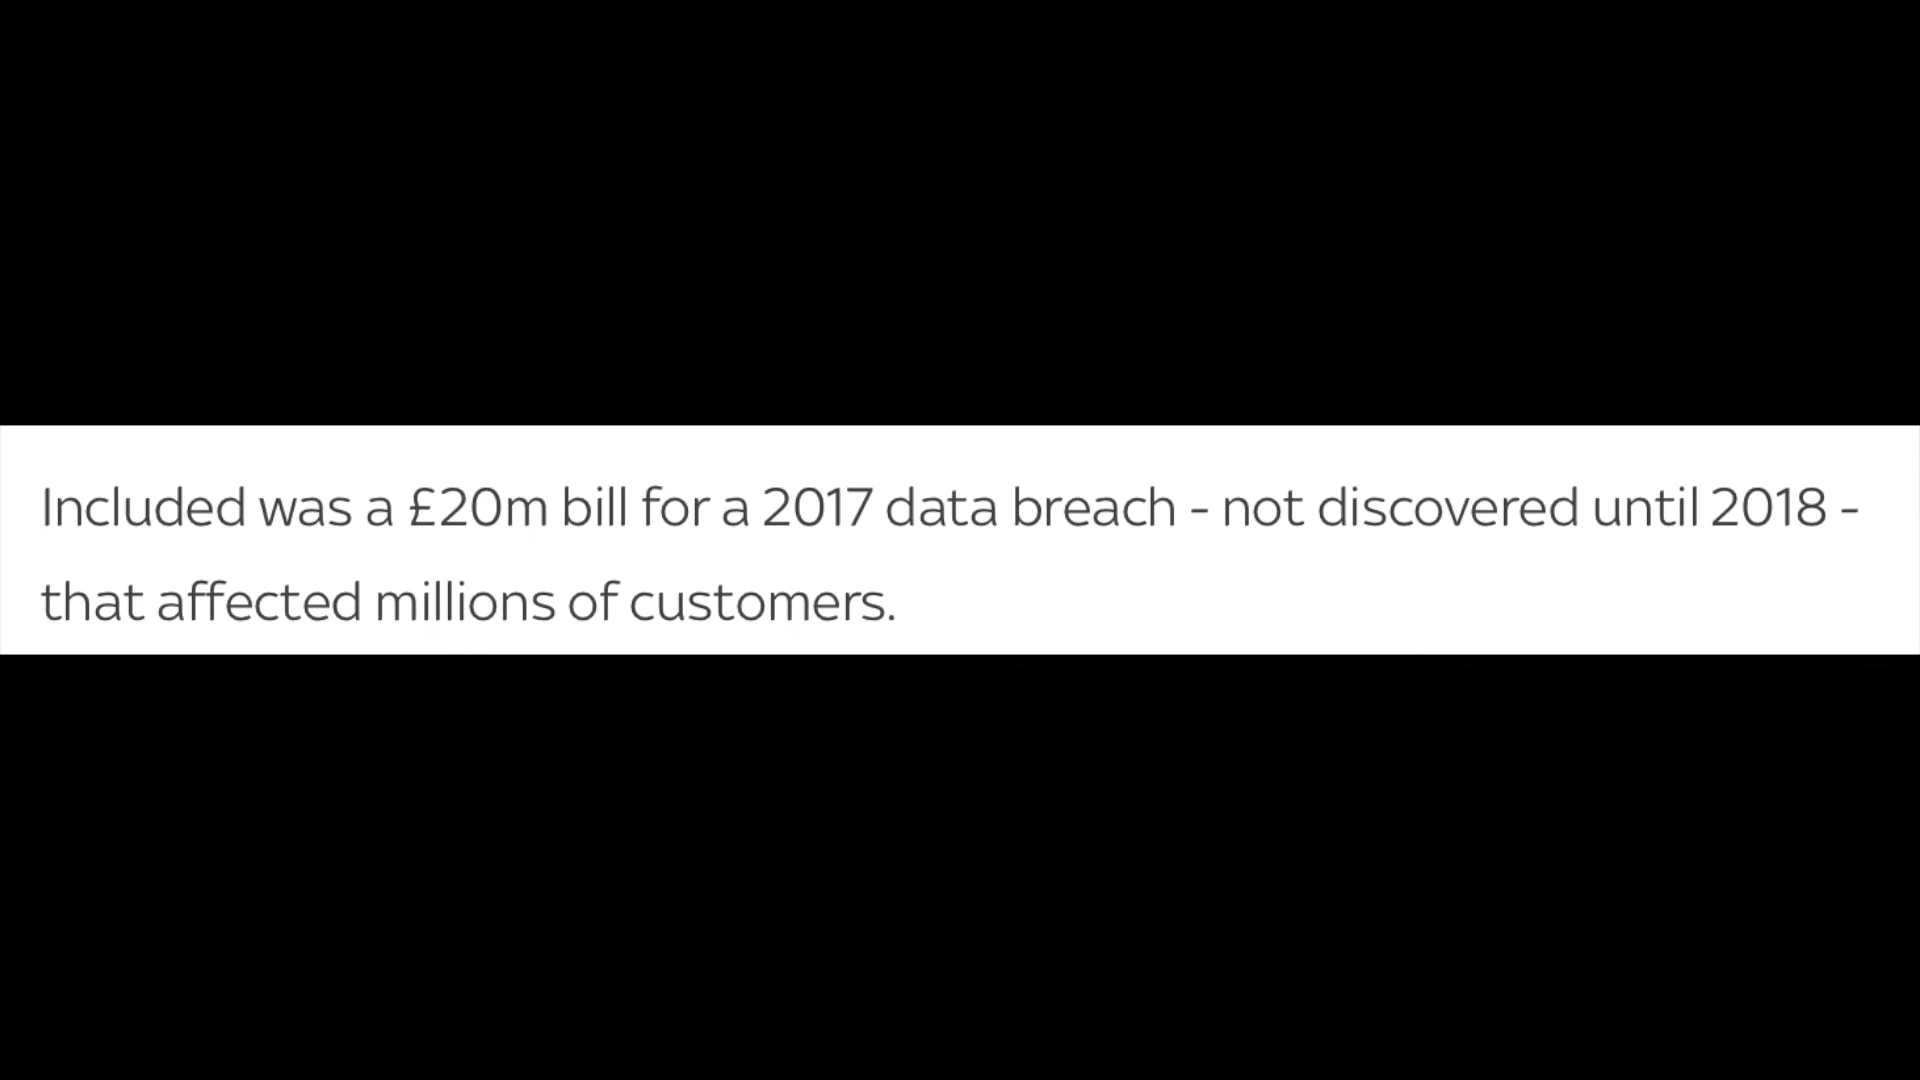 Included was a £20m bill for a 2017 data breach - not discovered until 2018 -
that affected millions of customers.